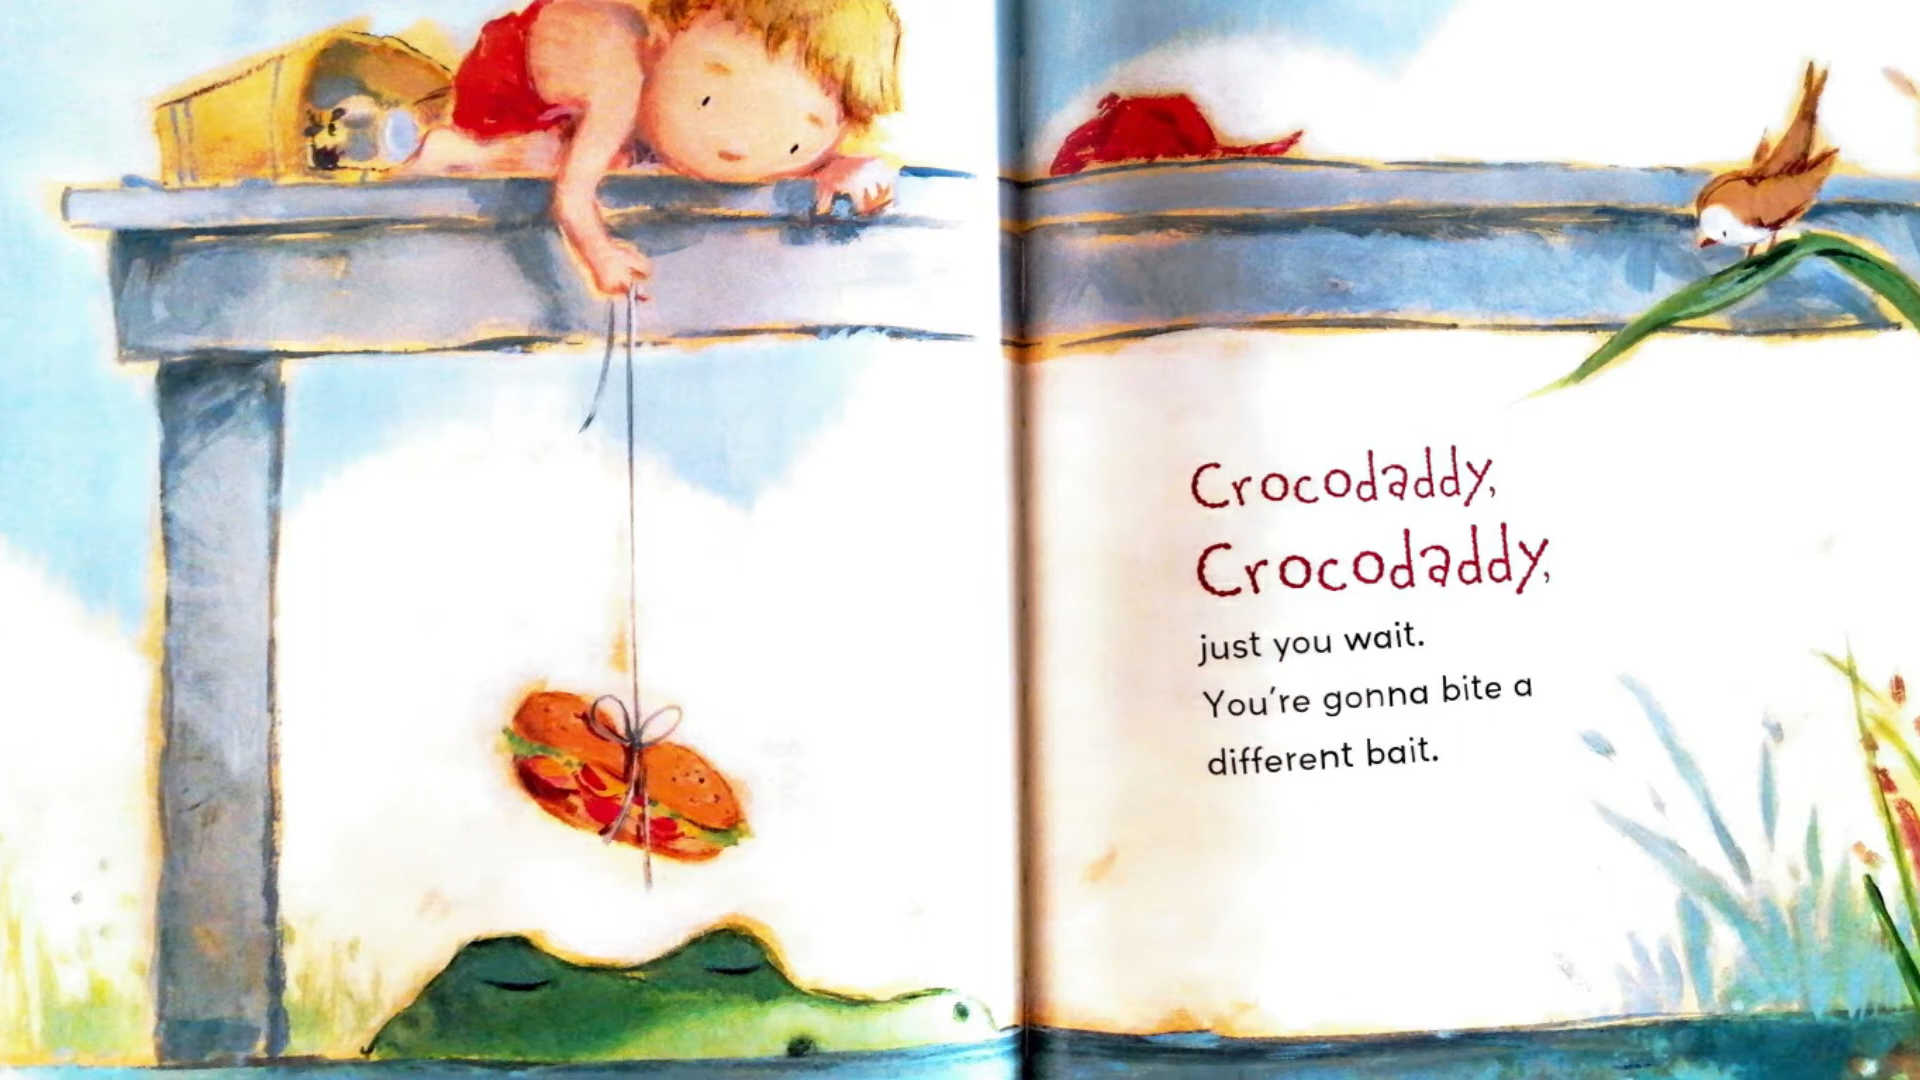 Crocodaddy,
Crocodaddy,
just you wait.
You're gonna bite a
different bait.